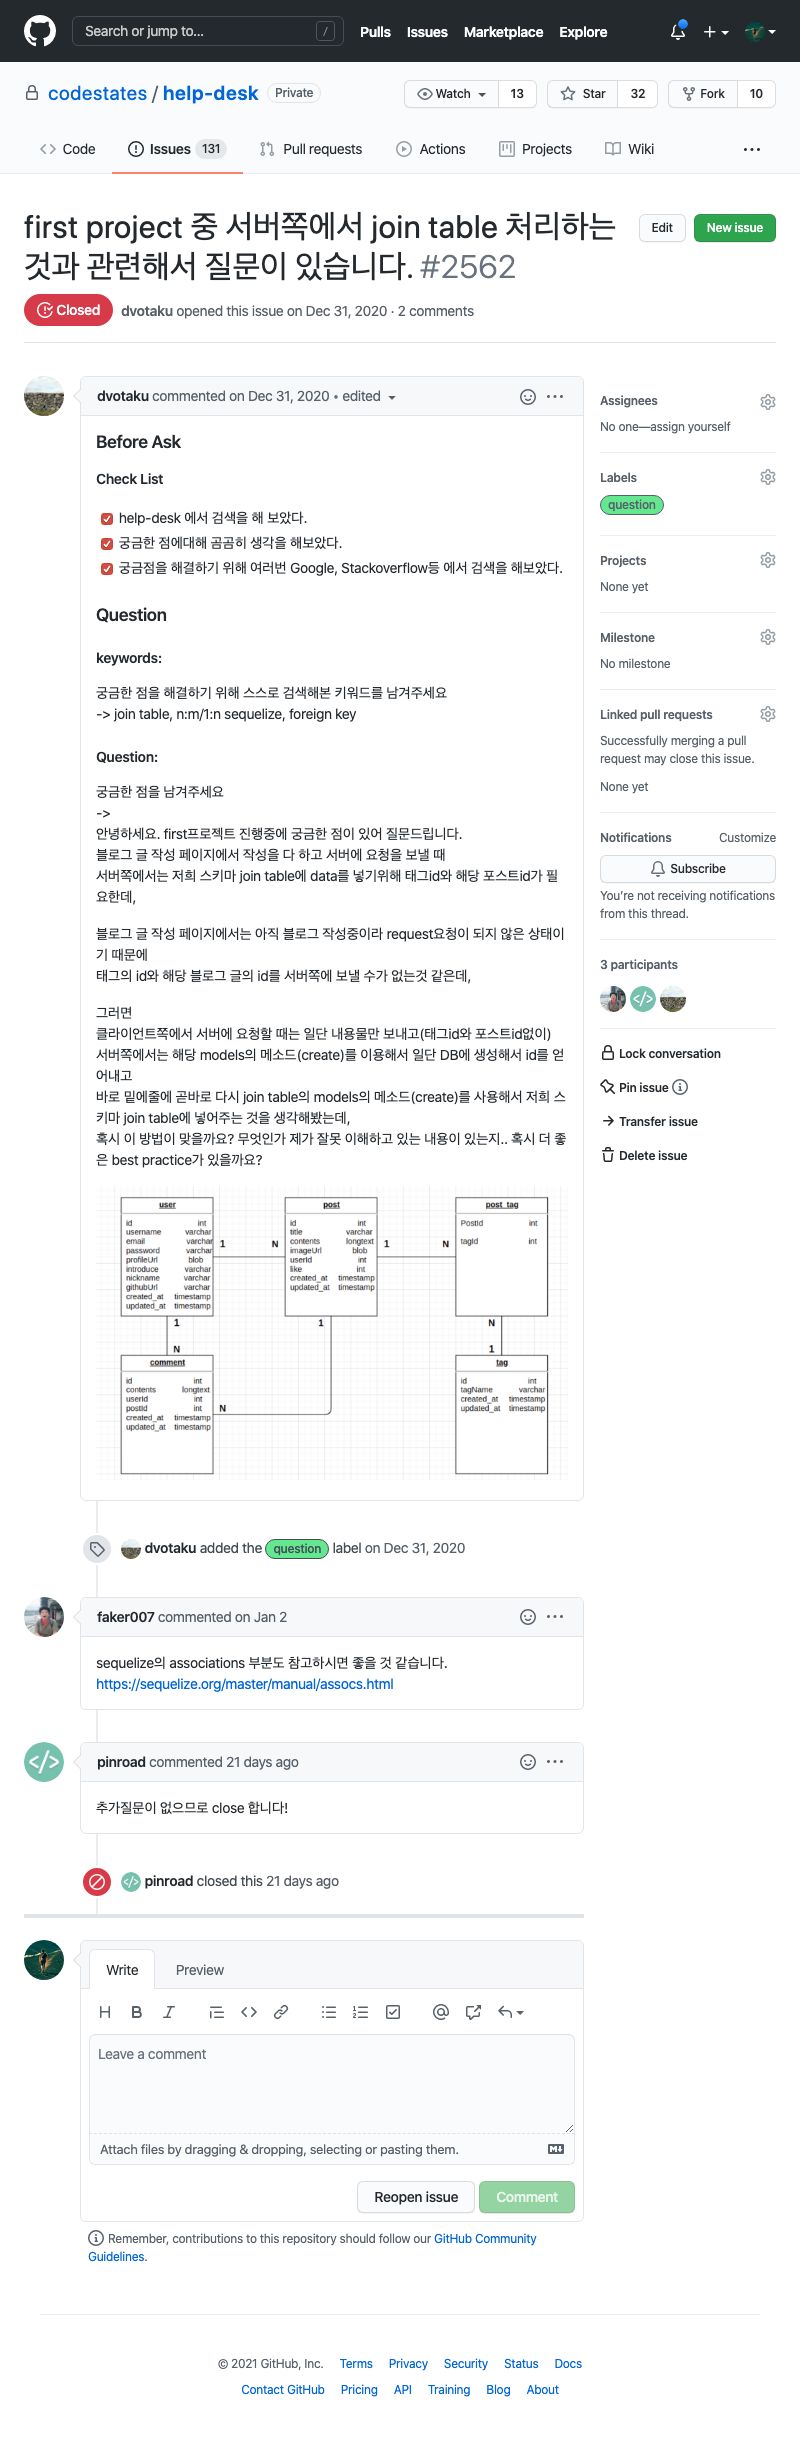 Search or jump to... /
Pulls Issues Marketplace Explore
codestates / help-desk Private
Watch 13 Star 32 Fork 10
Code Issues 131 Pull requests Actions Projects Wiki ...
first project 중 서버쪽에서 join table 처리하는
것과 관련해서 질문이 있습니다. #2562
Edit New issue
Closed dvotaku opened this issue on Dec 31, 2020 · 2 comments
dvotaku commented on Dec 31, 2020 • edited
Before Ask
Check List
help-desk 에서 검색을 해 보았다.
궁금한 점에대해 곰곰히 생각을 해보았다.
궁금점을 해결하기 위해 여러번 Google, Stackoverflow등 에서 검색을 해보았다.
Question
keywords:
궁금한 점을 해결하기 위해 스스로 검색해본 키워드를 남겨주세요
-> join table, n:m/1:n sequelize, foreign key
Question:
궁금한 점을 남겨주세요
->
안녕하세요. first프로젝트 진행중에 궁금한 점이 있어 질문드립니다.
블로그 글 작성 페이지에서 작성을 다 하고 서버에 요청을 보낼 때
서버쪽에서는 저희 스키마 join table에 data를 넣기위해 태그id와 해당 포스트id가 필
요한데,
블로그 글 작성 페이지에서는 아직 블로그 작성중이라 request요청이 되지 않은 상태이
기 때문에
태그의 id와 해당 블로그 글의 id를 서버쪽에 보낼 수가 없는것 같은데,
그러면
클라이언트쪽에서 서버에 요청할 때는 일단 내용물만 보내고(태그id와 포스트id없이)
서버쪽에서는 해당 models의 메소드(create)를 이용해서 일단 DB에 생성해서 id를 얻
어내고
바로 밑에줄에 곧바로 다시 join table의 models의 메소드(create)를 사용해서 저희 스
키마 join table에 넣어주는 것을 생각해봤는데,
혹시 이 방법이 맞을까요? 무엇인가 제가 잘못 이해하고 있는 내용이 있는지.. 혹시 더 좋
은 best practice가 있을까요?
user
id int
username varchar
email varchar
password varchar
profileUrl blob
introduce varchar
nickname varchar
githubUrl varchar
created_at timestamp
updated_at timestamp
1 N
post
id int
title varchar
contents longtext
imageUrl blob
userId int
like int
created_at timestamp
updated_at timestamp
1 N
post_tag
PostId int
tagId int
1
N
1
N
1
comment
id int
contents longtext
userId int
postId int
created_at timestamp
updated_at timestamp
N
tag
id int
tagName varchar
created_at timestamp
updated_at timestamp
dvotaku added the question label on Dec 31, 2020
faker007 commented on Jan 2
sequelize의 associations 부분도 참고하시면 좋을 것 같습니다.
https://sequelize.org/master/manual/assocs.html
pinroad commented 21 days ago
추가질문이 없으므로 close 합니다!
pinroad closed this 21 days ago
Assignees
No one—assign yourself
Labels
question
Projects
None yet
Milestone
No milestone
Linked pull requests
Successfully merging a pull
request may close this issue.
None yet
Notifications Customize
Subscribe
You're not receiving notifications
from this thread.
3 participants
Lock conversation
Pin issue
Transfer issue
Delete issue
Write Preview
H B I
Leave a comment
Attach files by dragging & dropping, selecting or pasting them.
Reopen issue Comment
Remember, contributions to this repository should follow our GitHub Community
Guidelines.
© 2021 GitHub, Inc. Terms Privacy Security Status Docs
Contact GitHub Pricing API Training Blog About